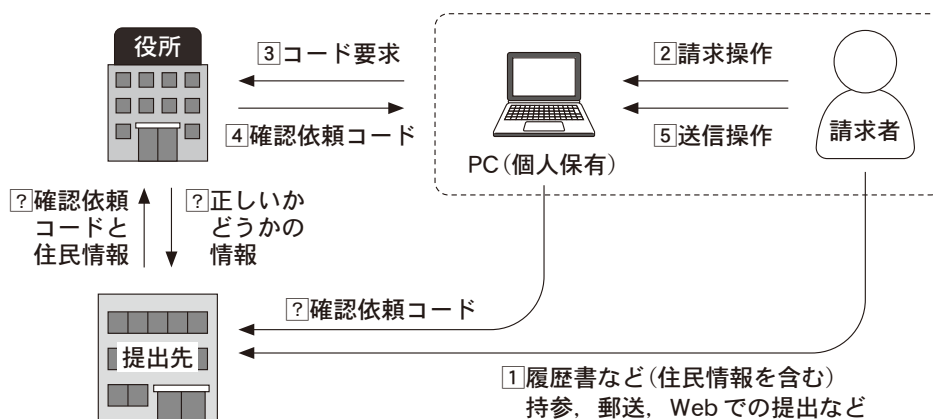 役所
3コード要求
4確認依頼コード
2請求操作
5送信操作
PC(個人保有)
請求者
?確認依頼
コードと
住民情報
?正しいか
どうかの
情報
?確認依頼コード
提出先
1履歴書など(住民情報を含む)
持参,郵送,Webでの提出など